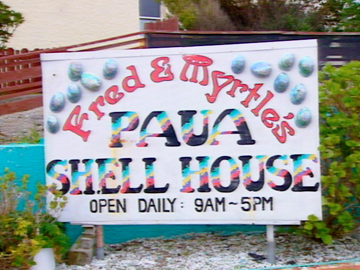 Fred & Myrtle's
PAUA
SHELL HOUSE
OPEN DAILY: 9AM~5PM